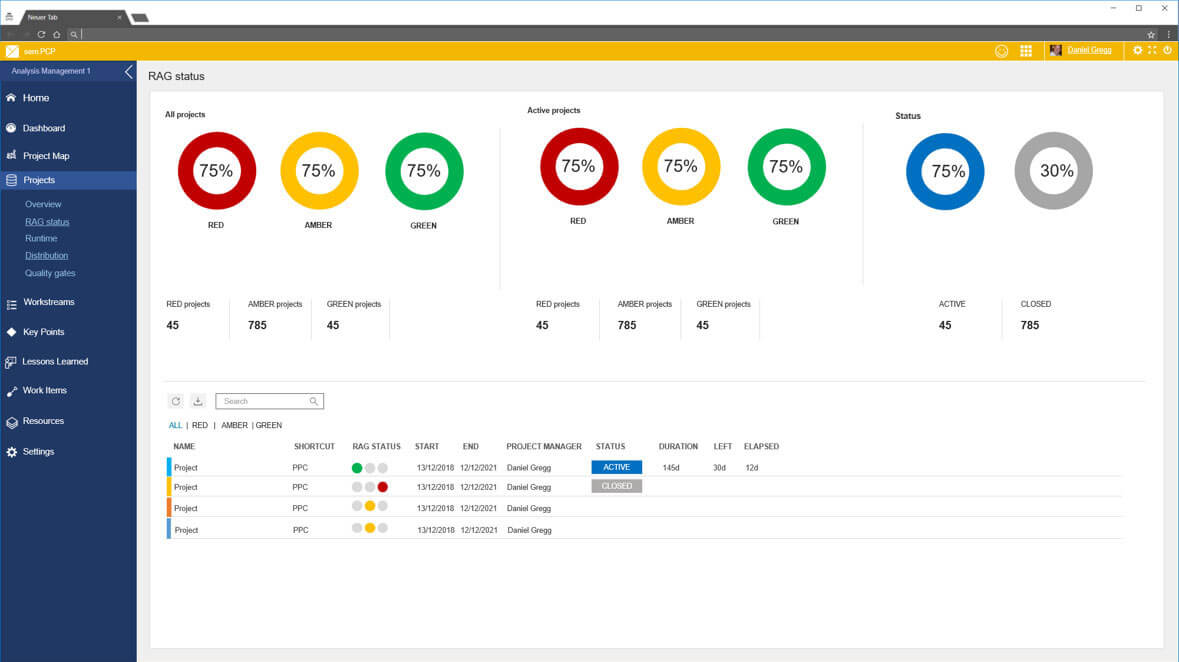 Neuer Tab
sem PCP
Daniel Gregg
Analysis Management 1
Home
Dashboard
Project Map
Projects
Overview
RAG status
Runtime
Distribution
Quality gates
Workstreams
Key Points
Lessons Learned
Work Items
Resources
Settings
RAG status
All projects
75% 75% 75%
RED AMBER GREEN
Active projects
75% 75% 75%
RED AMBER GREEN
Status
75% 30%
RED projects AMBER projects GREEN projects
45 785 45
RED projects AMBER projects GREEN projects
45 785 45
ACTIVE CLOSED
45 785
Search
ALL | RED | AMBER | GREEN
NAME SHORTCUT RAG STATUS START END PROJECT MANAGER STATUS DURATION LEFT ELAPSED
Project PPC 13/12/2018 12/12/2021 Daniel Gregg ACTIVE 145d 30d 12d
Project PPC 13/12/2018 12/12/2021 Daniel Gregg CLOSED
Project PPC 13/12/2018 12/12/2021 Daniel Gregg
Project PPC 13/12/2018 12/12/2021 Daniel Gregg